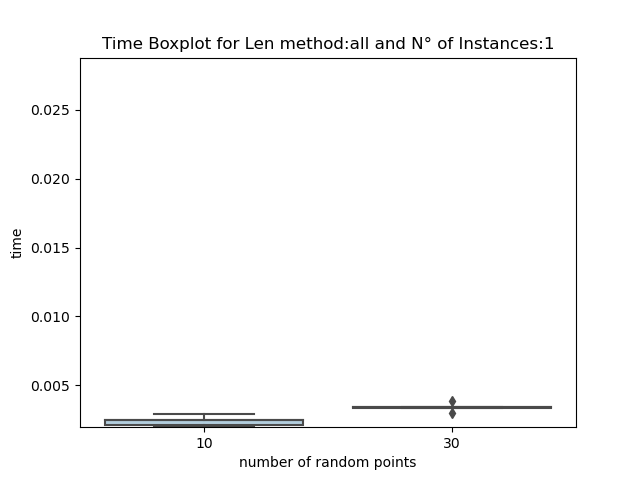 Time Boxplot for Len method:all and N° of Instances:1
0.025
0.020
0.015
0.010
0.005
time
10
30
number of random points